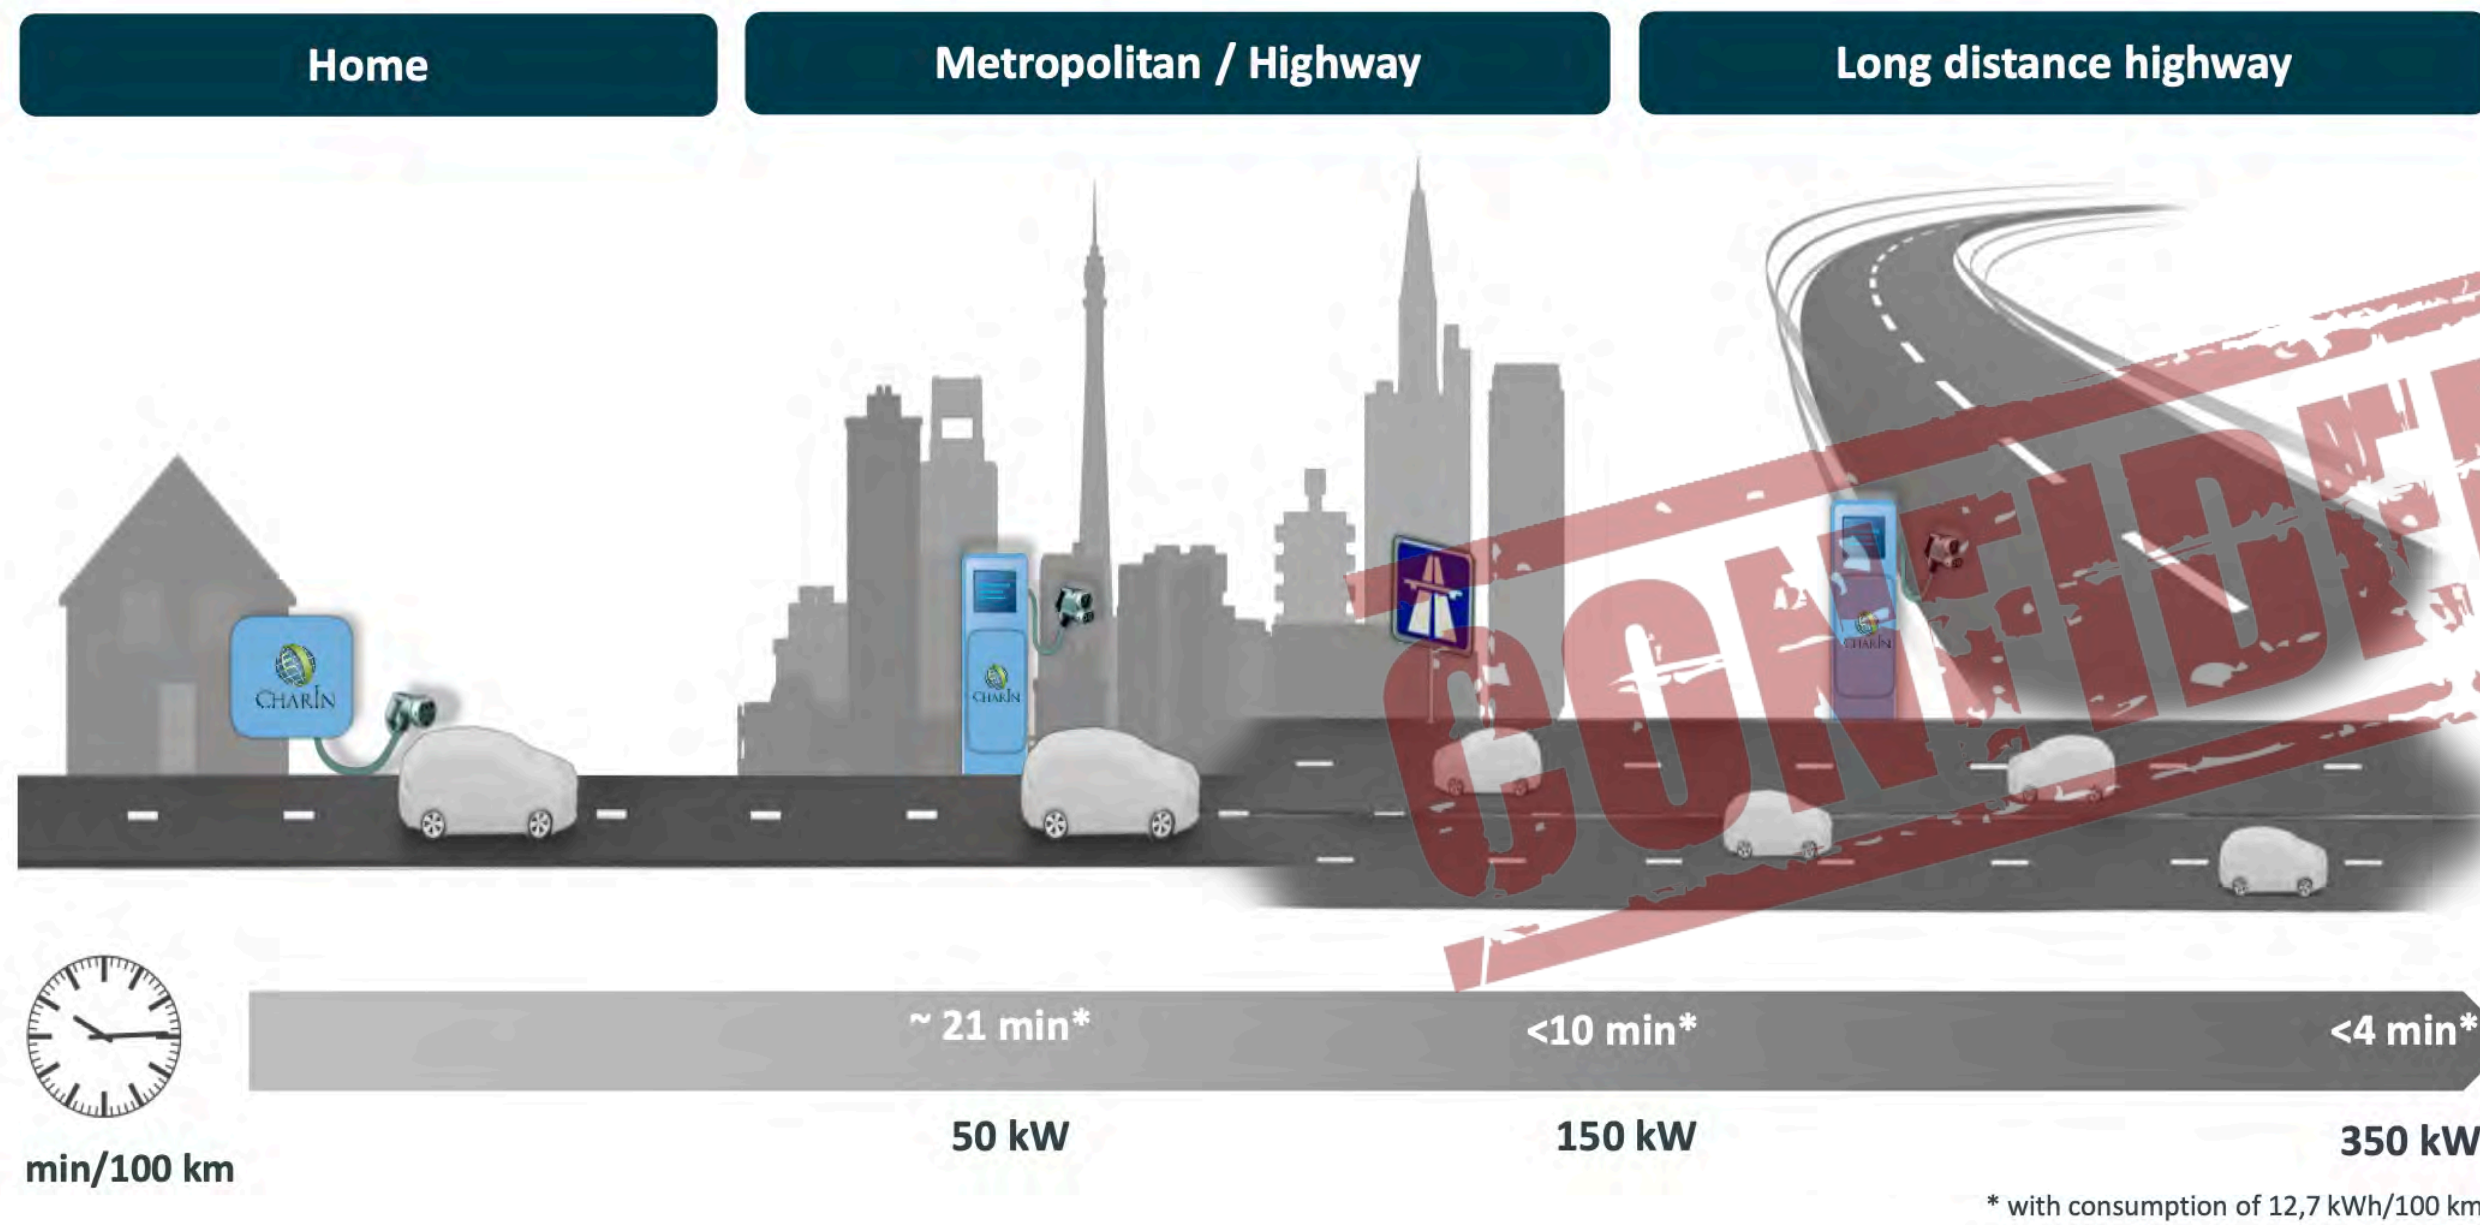 Home
Metropolitan / Highway
Long distance highway
CHARIN
CHARIN
CHARIN
~ 21 min*
<10 min*
<4 min*
50 kW
150 kW
350 kW
min/100 km
* with consumption of 12,7 kWh/100 km